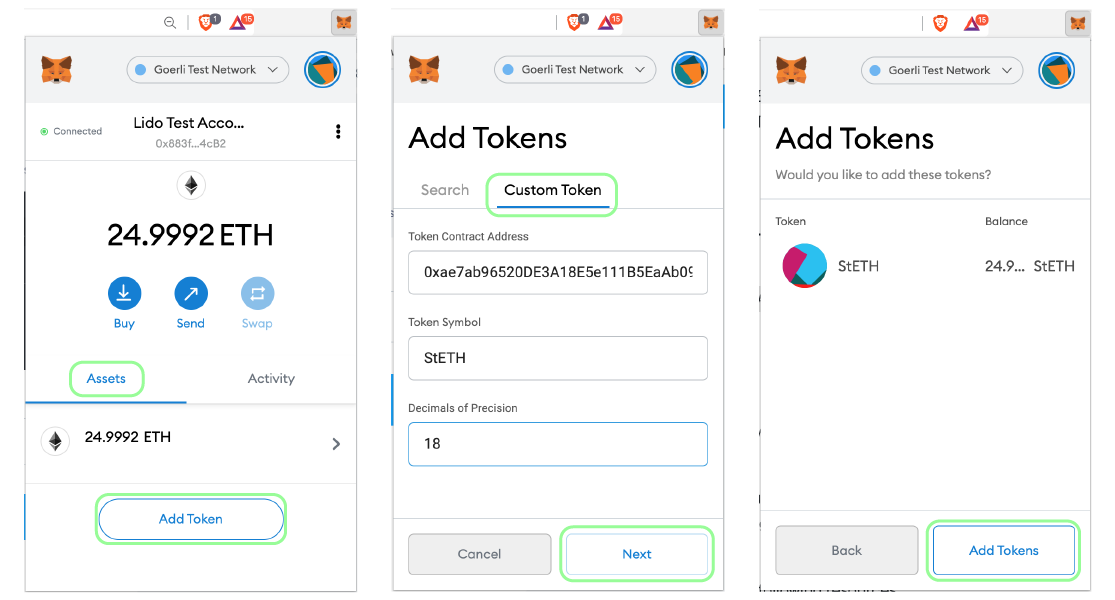 1
15
Goerli Test Network
Connected
Lido Test Acco...
0x883f...4cB2
24.9992 ETH
Buy
Send
Swap
Assets
Activity
24.9992 ETH
Add Token
1
15
Goerli Test Network
Add Tokens
Search
Custom Token
Token Contract Address
0xae7ab96520DE3A18E5e111B5EaAb09
Token Symbol
StETH
Decimals of Precision
18
Cancel
Next
15
Goerli Test Network
Add Tokens
Would you like to add these tokens?
Token
Balance
StETH
24.9... StETH
Back
Add Tokens